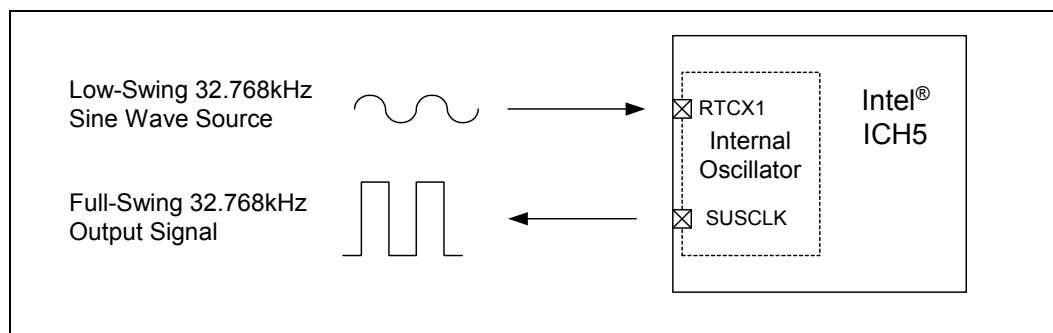 Low-Swing 32.768kHz
Sine Wave Source
Full-Swing 32.768kHz
Output Signal
RTCX1
Internal
Oscillator
SUSCLK
Intel®
ICH5